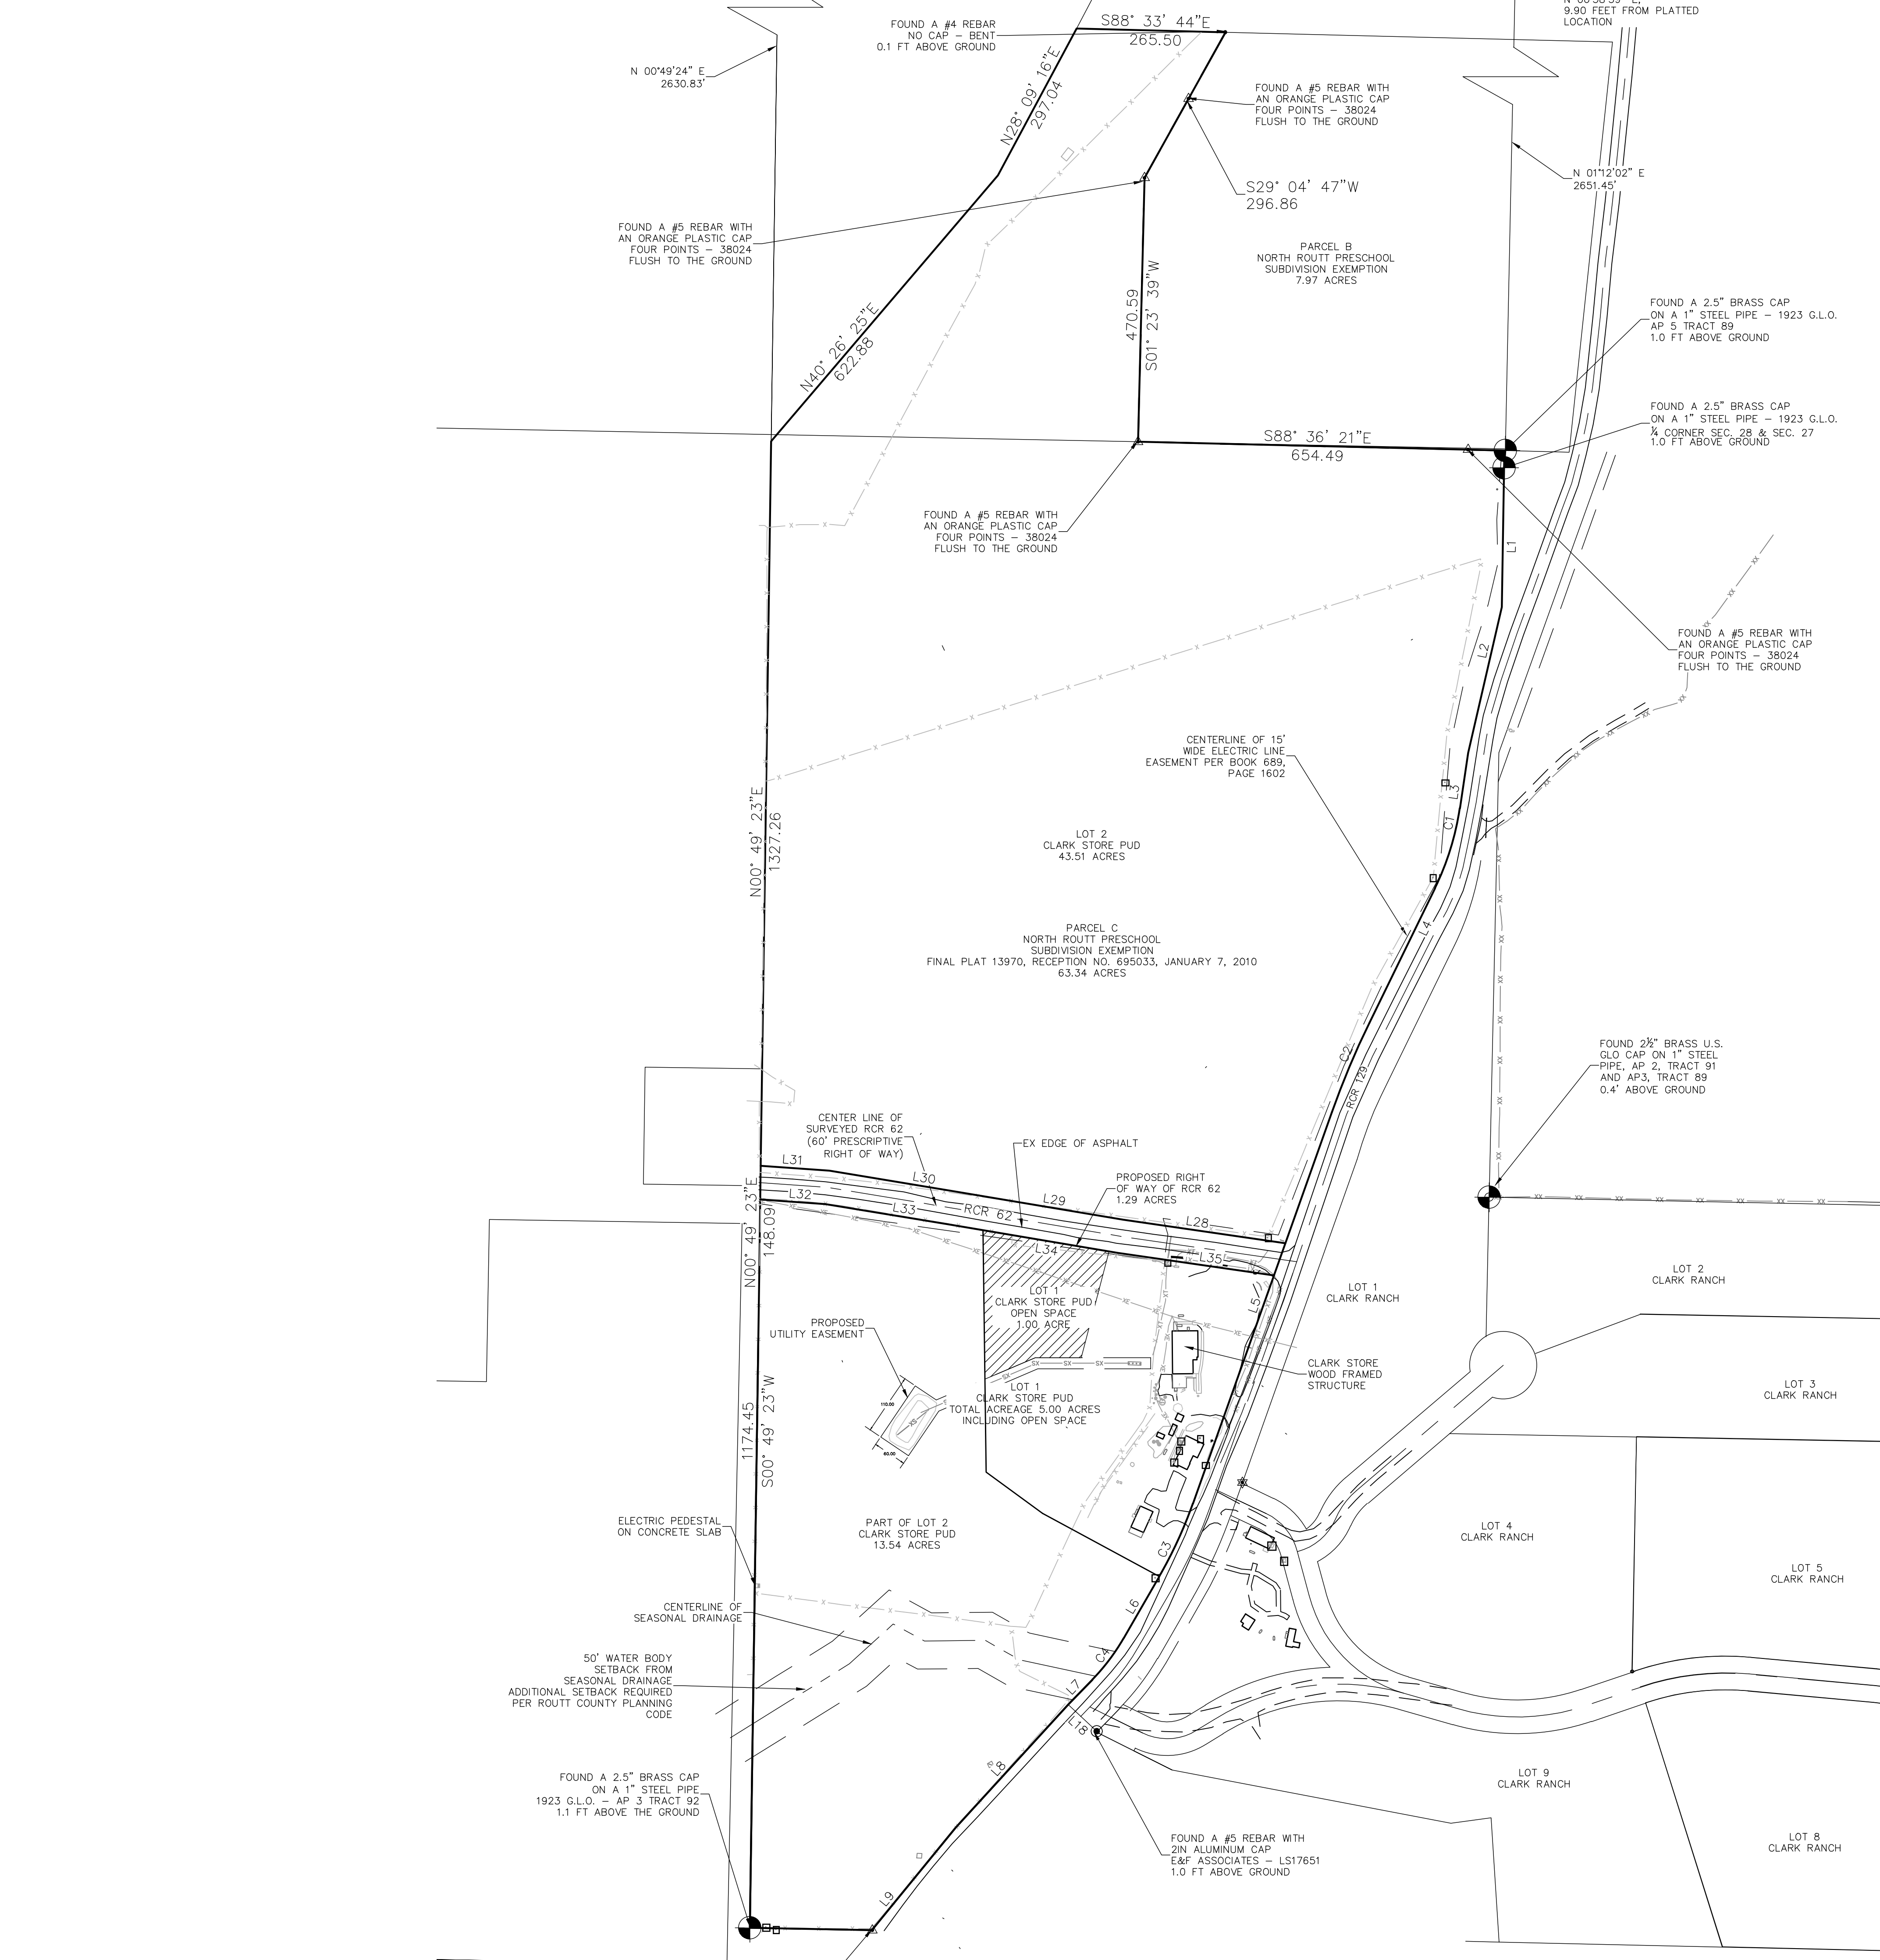 FOUND A #4 REBAR
NO CAP – BENT
0.1 FT ABOVE GROUND
S88° 33' 44"E
265.50
9.90 FEET FROM PLATTED
LOCATION
N 00°49'24" E
2630.83'
N28° 09' 16"E
297.04
FOUND A #5 REBAR WITH
AN ORANGE PLASTIC CAP
FOUR POINTS – 38024
FLUSH TO THE GROUND
S29° 04' 47"W
296.86
N 01°12'02" E
2651.45'
FOUND A #5 REBAR WITH
AN ORANGE PLASTIC CAP
FOUR POINTS – 38024
FLUSH TO THE GROUND
PARCEL B
NORTH ROUTT PRESCHOOL
SUBDIVISION EXEMPTION
7.97 ACRES
470.59
S01° 23' 39"W
N40° 26' 25"E
622.88
FOUND A 2.5" BRASS CAP
ON A 1" STEEL PIPE – 1923 G.L.O.
AP 5 TRACT 89
1.0 FT ABOVE GROUND
FOUND A 2.5" BRASS CAP
ON A 1" STEEL PIPE – 1923 G.L.O.
¼ CORNER SEC. 28 & SEC. 27
1.0 FT ABOVE GROUND
S88° 36' 21"E
654.49
FOUND A #5 REBAR WITH
AN ORANGE PLASTIC CAP
FOUR POINTS – 38024
FLUSH TO THE GROUND
L1
L2
FOUND A #5 REBAR WITH
AN ORANGE PLASTIC CAP
FOUR POINTS – 38024
FLUSH TO THE GROUND
CENTERLINE OF 15'
WIDE ELECTRIC LINE
EASEMENT PER BOOK 689,
PAGE 1602
L3
C1
N00° 49' 23"E
1327.26
LOT 2
CLARK STORE PUD
43.51 ACRES
L4
PARCEL C
NORTH ROUTT PRESCHOOL
SUBDIVISION EXEMPTION
FINAL PLAT 13970, RECEPTION NO. 695033, JANUARY 7, 2010
63.34 ACRES
C2
RCR 129
FOUND 2½" BRASS U.S.
GLO CAP ON 1" STEEL
PIPE, AP 2, TRACT 91
AND AP3, TRACT 89
0.4' ABOVE GROUND
CENTER LINE OF
SURVEYED RCR 62
(60' PRESCRIPTIVE
RIGHT OF WAY)
EX EDGE OF ASPHALT
PROPOSED RIGHT
OF WAY OF RCR 62
1.29 ACRES
L31
L30
L29
L28
L32
L33
RCR 62
L34
L35
N00° 49' 23"E
148.09
L5
LOT 1
CLARK STORE PUD
OPEN SPACE
1.00 ACRE
LOT 1
CLARK RANCH
LOT 2
CLARK RANCH
PROPOSED
UTILITY EASEMENT
110.00
60.00
CLARK STORE
WOOD FRAMED
STRUCTURE
LOT 1
CLARK STORE PUD
TOTAL ACREAGE 5.00 ACRES
INCLUDING OPEN SPACE
LOT 3
CLARK RANCH
1174.45
S00° 49' 23"W
ELECTRIC PEDESTAL
ON CONCRETE SLAB
PART OF LOT 2
CLARK STORE PUD
13.54 ACRES
C3
LOT 4
CLARK RANCH
LOT 5
CLARK RANCH
L6
CENTERLINE OF
SEASONAL DRAINAGE
C4
50' WATER BODY
SETBACK FROM
SEASONAL DRAINAGE
ADDITIONAL SETBACK REQUIRED
PER ROUTT COUNTY PLANNING
CODE
L7
L18
L8
LOT 9
CLARK RANCH
FOUND A 2.5" BRASS CAP
ON A 1" STEEL PIPE
1923 G.L.O. – AP 3 TRACT 92
1.1 FT ABOVE THE GROUND
FOUND A #5 REBAR WITH
2IN ALUMINUM CAP
E&F ASSOCIATES – LS17651
1.0 FT ABOVE GROUND
LOT 8
CLARK RANCH
L9